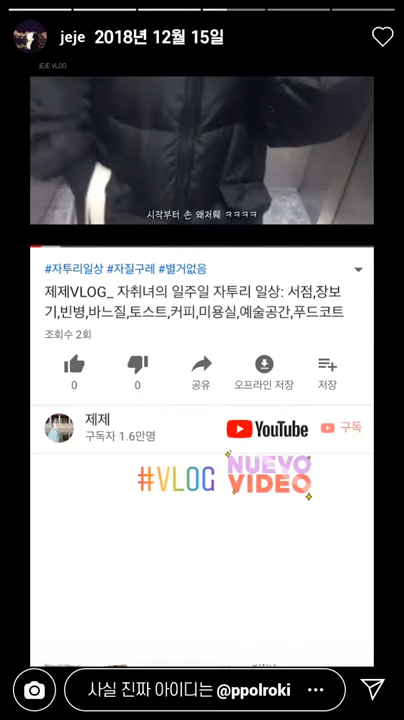 jeje 2018년 12월 15일
JEJE VLOG
시작부터 손 왜저뤠 ㅋㅋㅋㅋ
#자투리일상 #자질구레 #별거없음
제제VLOG_ 자취녀의 일주일 자투리 일상: 서점,장보
기,빈병,바느질,토스트,커피,미용실,예술공간,푸드코트
조회수 2회
0
0
공유
오프라인 저장
저장
제제
구독자 1.6만명
YouTube
구독
#VLOG
NUEVO
VIDEO
사실 진짜 아이디는 @ppolroki